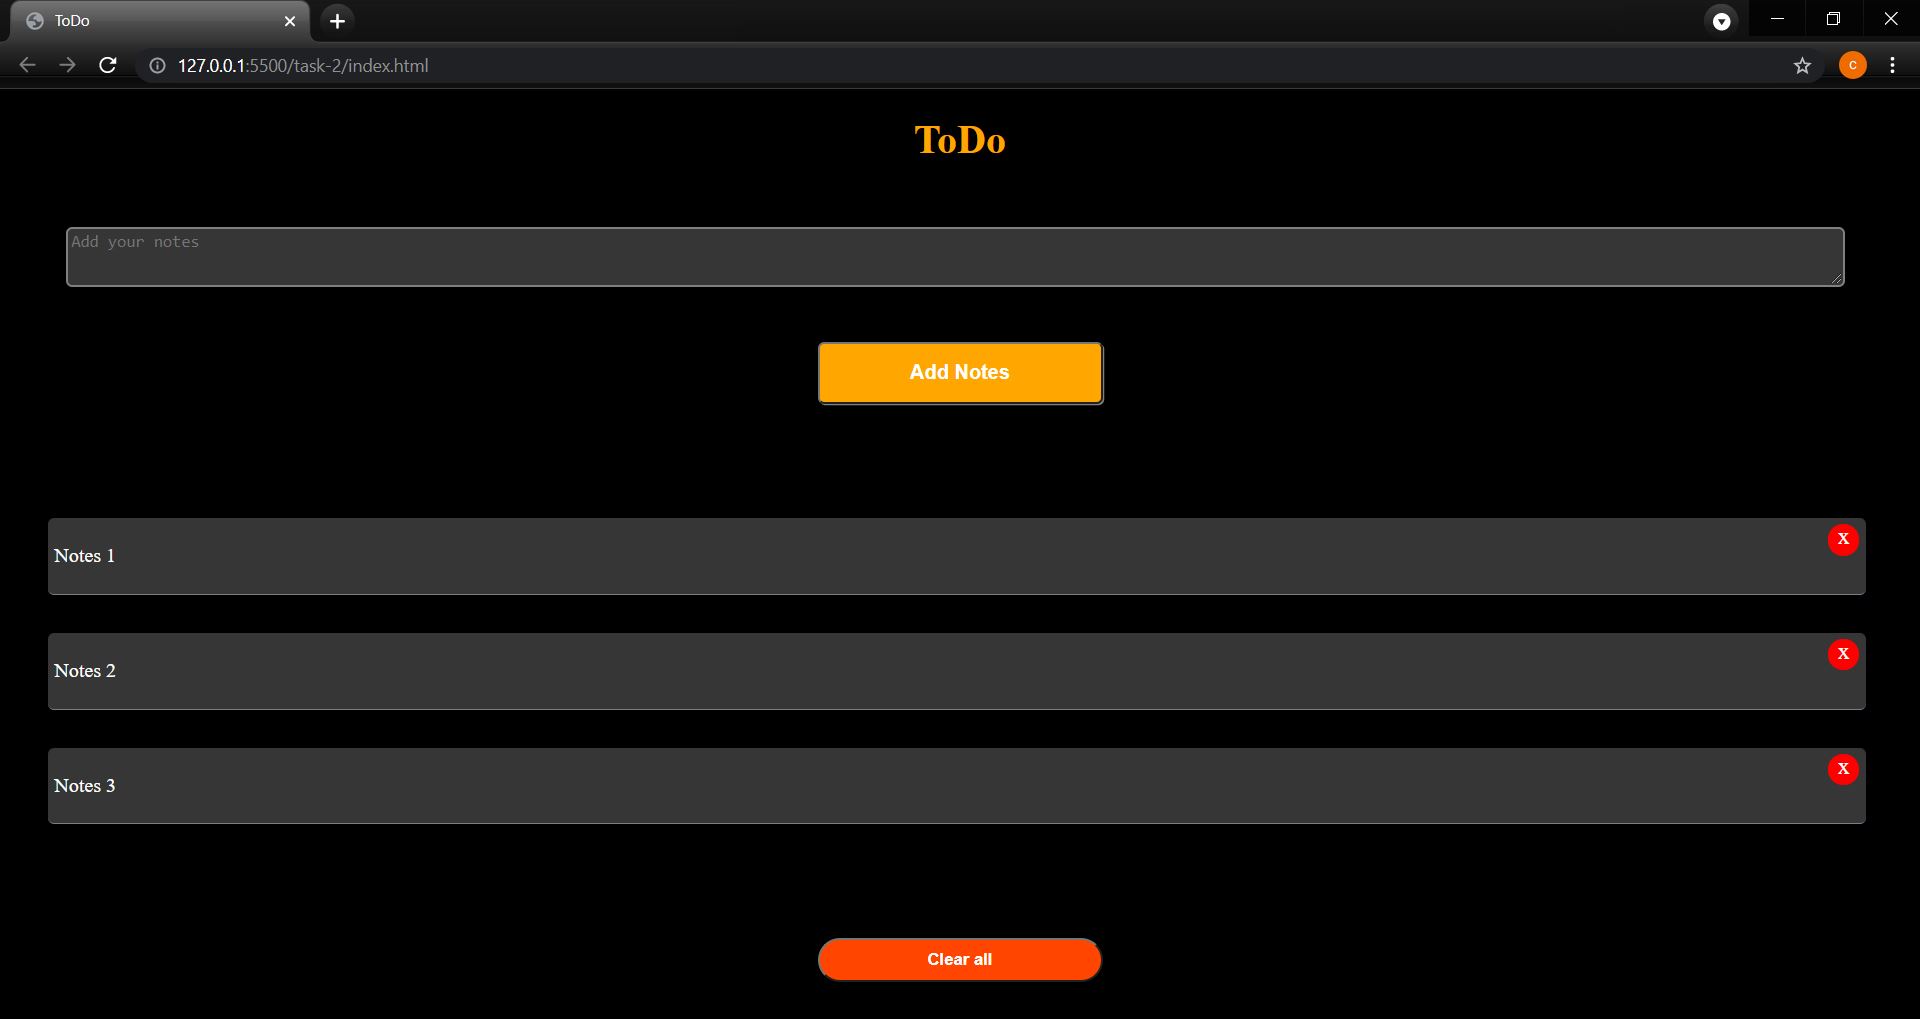 ToDo
127.0.0.1:5500/task-2/index.html
C
ToDo
Add your notes
Add Notes
Notes 1
X
Notes 2
X
Notes 3
X
Clear all